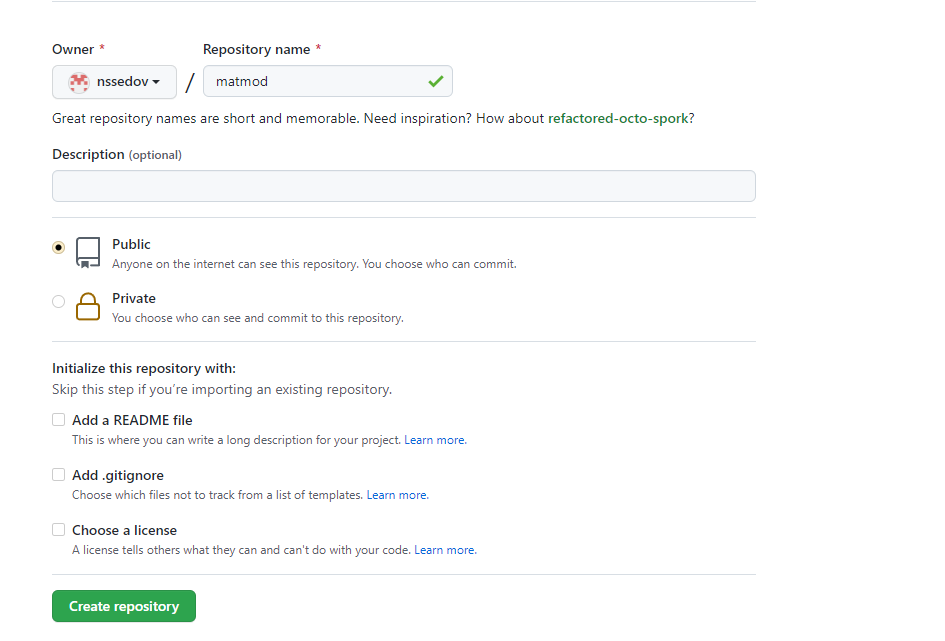 Owner *
Repository name *
nssedov / matmod
Great repository names are short and memorable. Need inspiration? How about refactored-octo-spork?
Description (optional)
Public
Anyone on the internet can see this repository. You choose who can commit.
Private
You choose who can see and commit to this repository.
Initialize this repository with:
Skip this step if you’re importing an existing repository.
Add a README file
This is where you can write a long description for your project. Learn more.
Add .gitignore
Choose which files not to track from a list of templates. Learn more.
Choose a license
A license tells others what they can and can't do with your code. Learn more.
Create repository